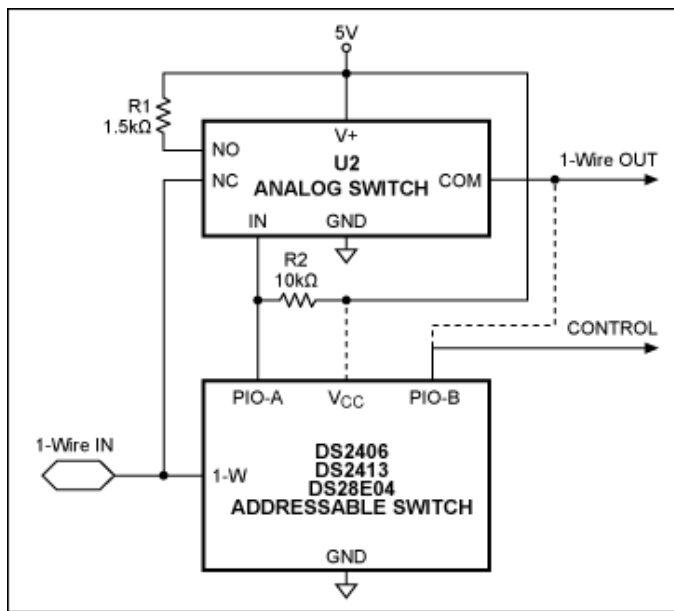 5V
R1
1.5kΩ
V+
NO
U2
1-Wire OUT
NC
ANALOG SWITCH
COM
IN
GND
R2
10kΩ
CONTROL
PIO-A
VCC
PIO-B
1-Wire IN
1-W
DS2406
DS2413
DS28E04
ADDRESSABLE SWITCH
GND